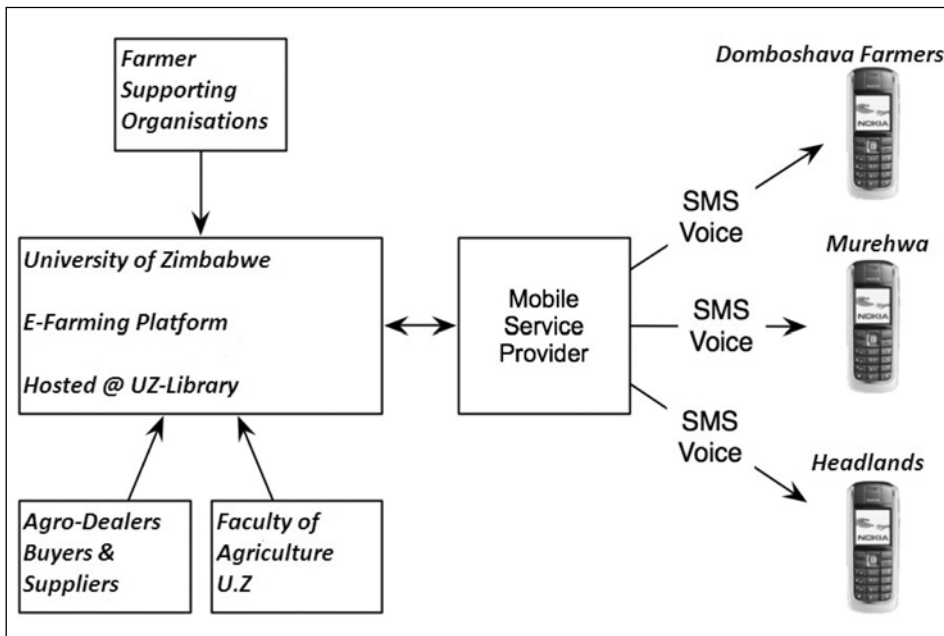 Farmer
Supporting
Organisations
University of Zimbabwe
E-Farming Platform
Hosted @ UZ-Library
Agro-Dealers
Buyers &
Suppliers
Faculty of
Agriculture
U.Z
Mobile
Service
Provider
SMS
Voice
SMS
Voice
SMS
Voice
Domboshava Farmers
NOKIA
Murehwa
NOKIA
Headlands
NOKIA